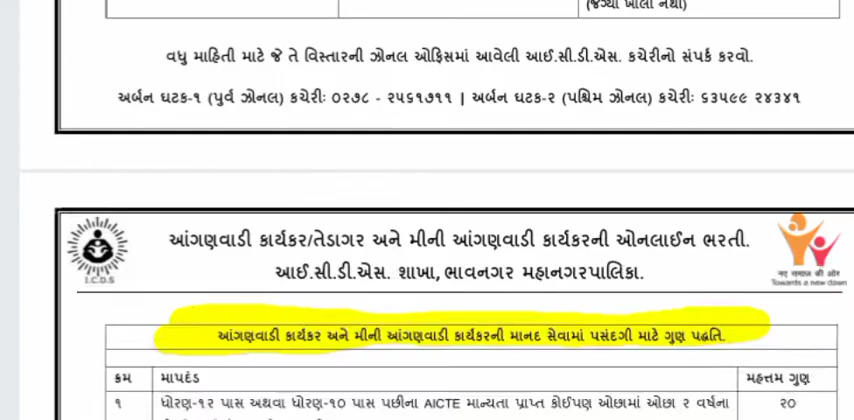 (જગ્યા ખાલી નથી)
વધુ માહિતી માટે જે તે વિસ્તારની ઝોનલ ઓફિસમાં આવેલી આઈ.સી.ડી.એસ. કચેરીનો સંપર્ક કરવો.
અર્બન ઘટક-૧ (પુર્વ ઝોનલ) કચેરીઃ ૦૨૭૮ - ૨૫૬૧૭૧૧ | અર્બન ઘટક-૨ (પશ્ચિમ ઝોનલ) કચેરીઃ ૬૩૫૯૯ ૨૪૩૪૧
આંગણવાડી કાર્યકર/તેડાગર અને મીની આંગણવાડી કાર્યકરની ઓનલાઈન ભરતી.
આઈ.સી.ડી.એસ. શાખા, ભાવનગર મહાનગરપાલિકા.
I.C.D.S
नए समाज की ओर
Towards a new dawn
આંગણવાડી કાર્યકર અને મીની આંગણવાડી કાર્યકરની માનદ સેવામાં પસંદગી માટે ગુણ પદ્ધતિ.
ક્રમ માપદંડ મહત્તમ ગુણ
૧ ધોરણ-૧૨ પાસ અથવા ધોરણ-૧૦ પાસ પછીના AICTE માન્યતા પ્રાપ્ત કોઈપણ ઓછામાં ઓછા ૨ વર્ષના ૨૦